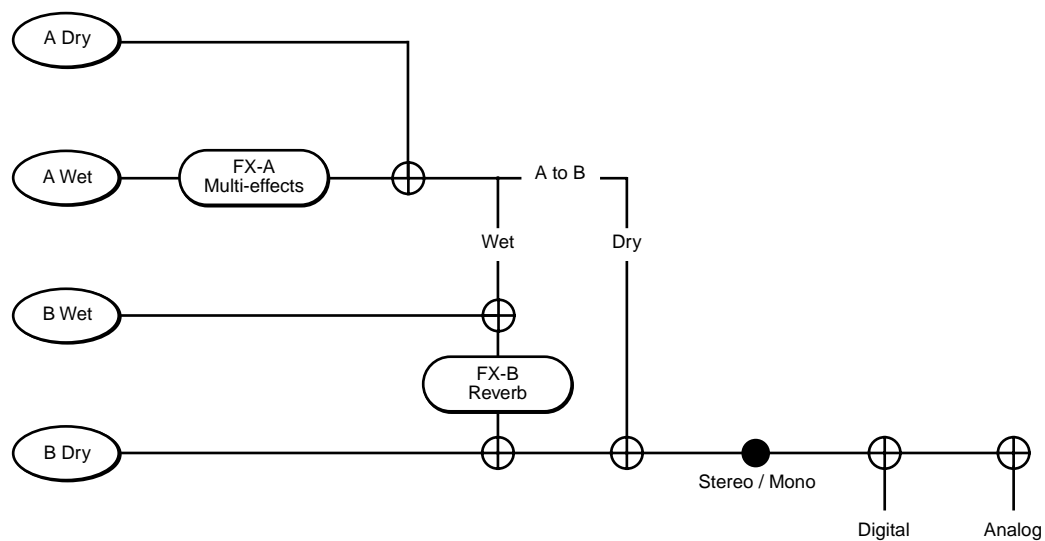 A Dry
A Wet
FX-A
Multi-effects
A to B
Wet
Dry
B Wet
FX-B
Reverb
B Dry
Stereo / Mono
Digital
Analog